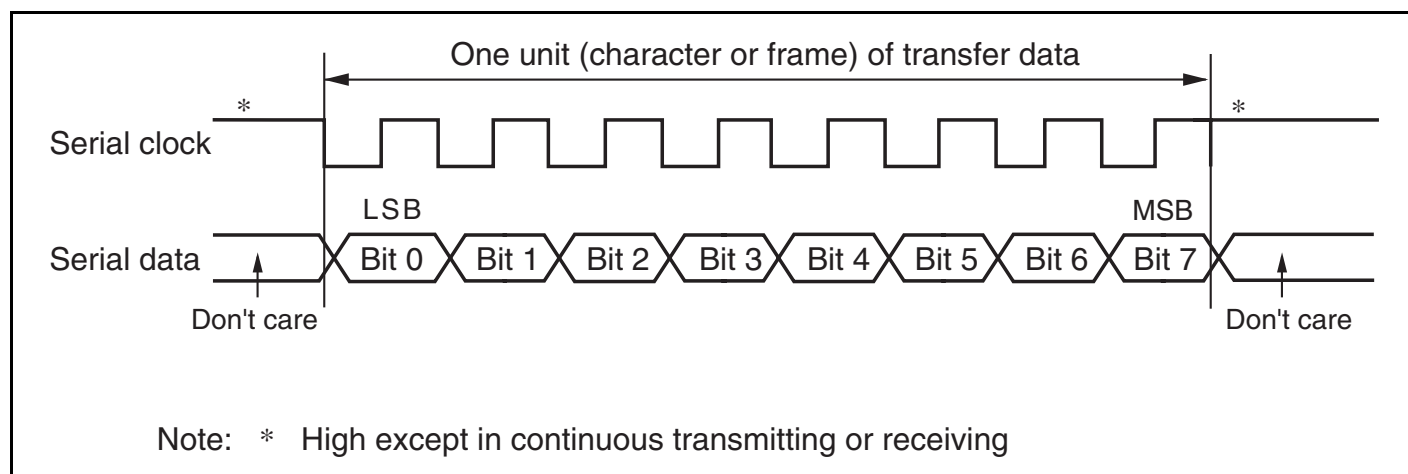 One unit (character or frame) of transfer data
*
*
Serial clock
LSB
MSB
Serial data
Bit 0
Bit 1
Bit 2
Bit 3
Bit 4
Bit 5
Bit 6
Bit 7
Don't care
Don't care
Note: * High except in continuous transmitting or receiving